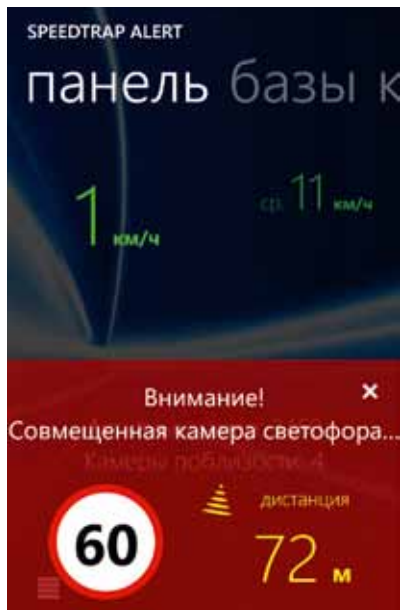 SPEEDTRAP ALERT
панель базы к
1 км/ч
ср. 11 км/ч
Внимание!
Совмещенная камера светофора...
Камеры поблизости: 4
дистанция
60
72 м